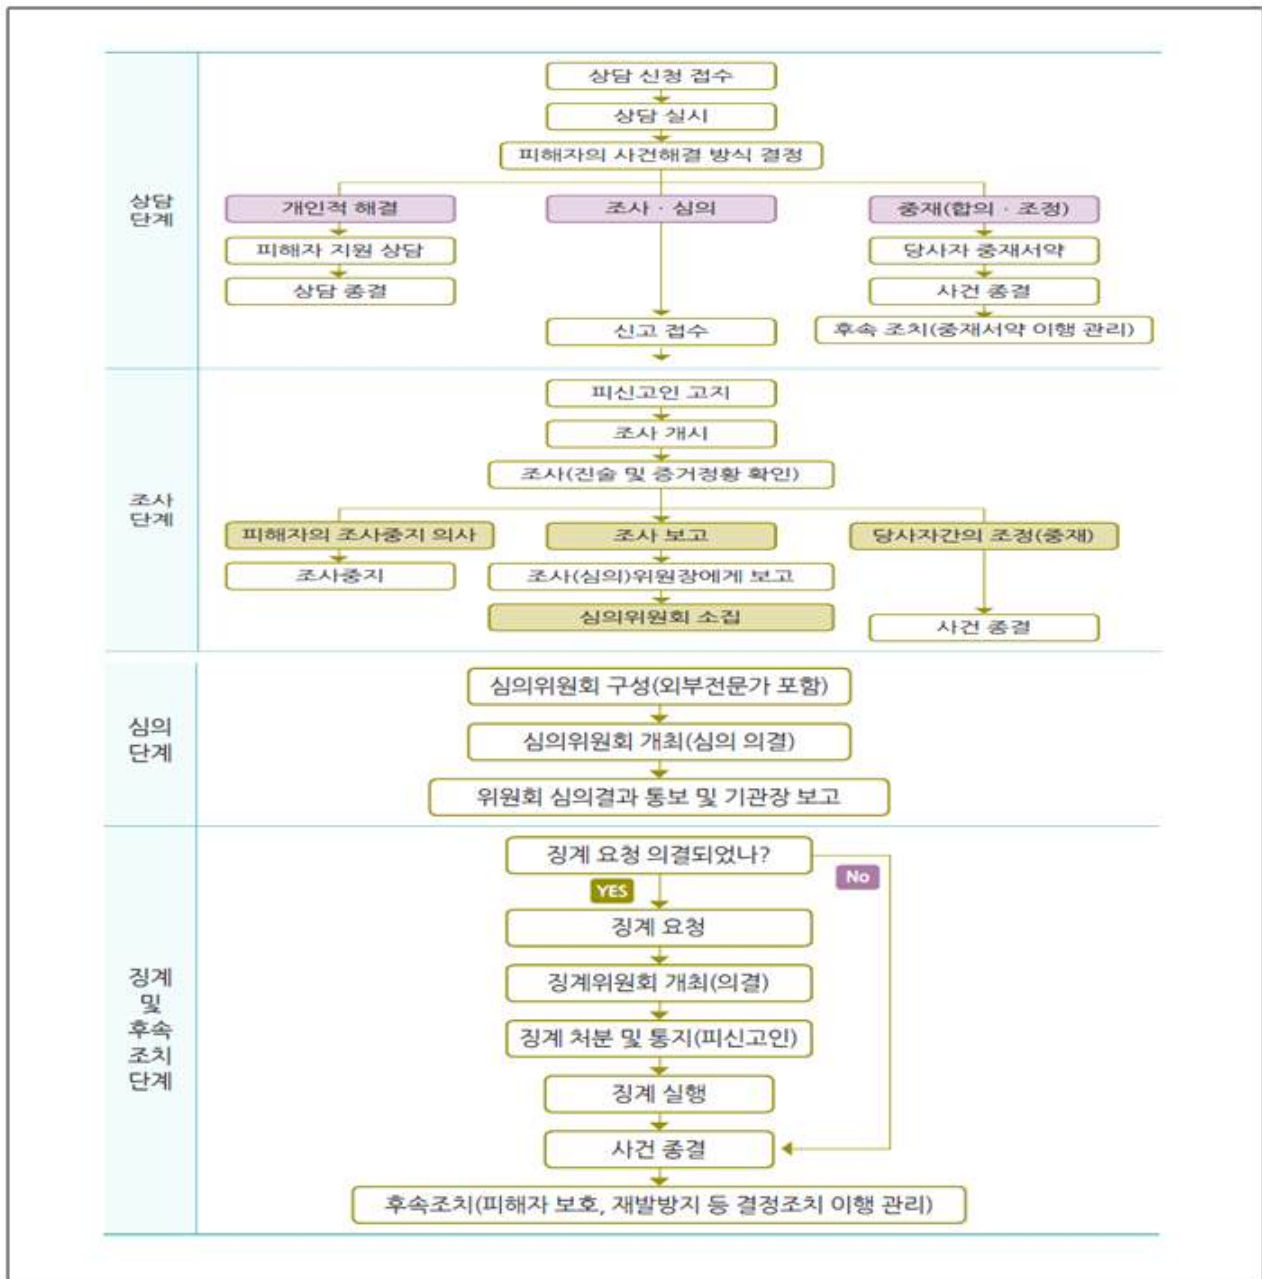 상담
단계
상담 신청 접수
상담 실시
피해자의 사건해결 방식 결정
개인적 해결
조사 · 심의
중재(합의 · 조정)
피해자 지원 상담
당사자 중재서약
상담 종결
사건 종결
신고 접수
후속 조치(중재서약 이행 관리)
조사
단계
피신고인 고지
조사 개시
조사(진술 및 증거정황 확인)
피해자의 조사중지 의사
조사 보고
당사자간의 조정(중재)
조사중지
조사(심의)위원장에게 보고
심의위원회 소집
사건 종결
심의
단계
심의위원회 구성(외부전문가 포함)
심의위원회 개최(심의 의결)
위원회 심의결과 통보 및 기관장 보고
징계
및
후속
조치
단계
징계 요청 의결되었나?
YES
No
징계 요청
징계위원회 개최(의결)
징계 처분 및 통지(피신고인)
징계 실행
사건 종결
후속조치(피해자 보호, 재발방지 등 결정조치 이행 관리)